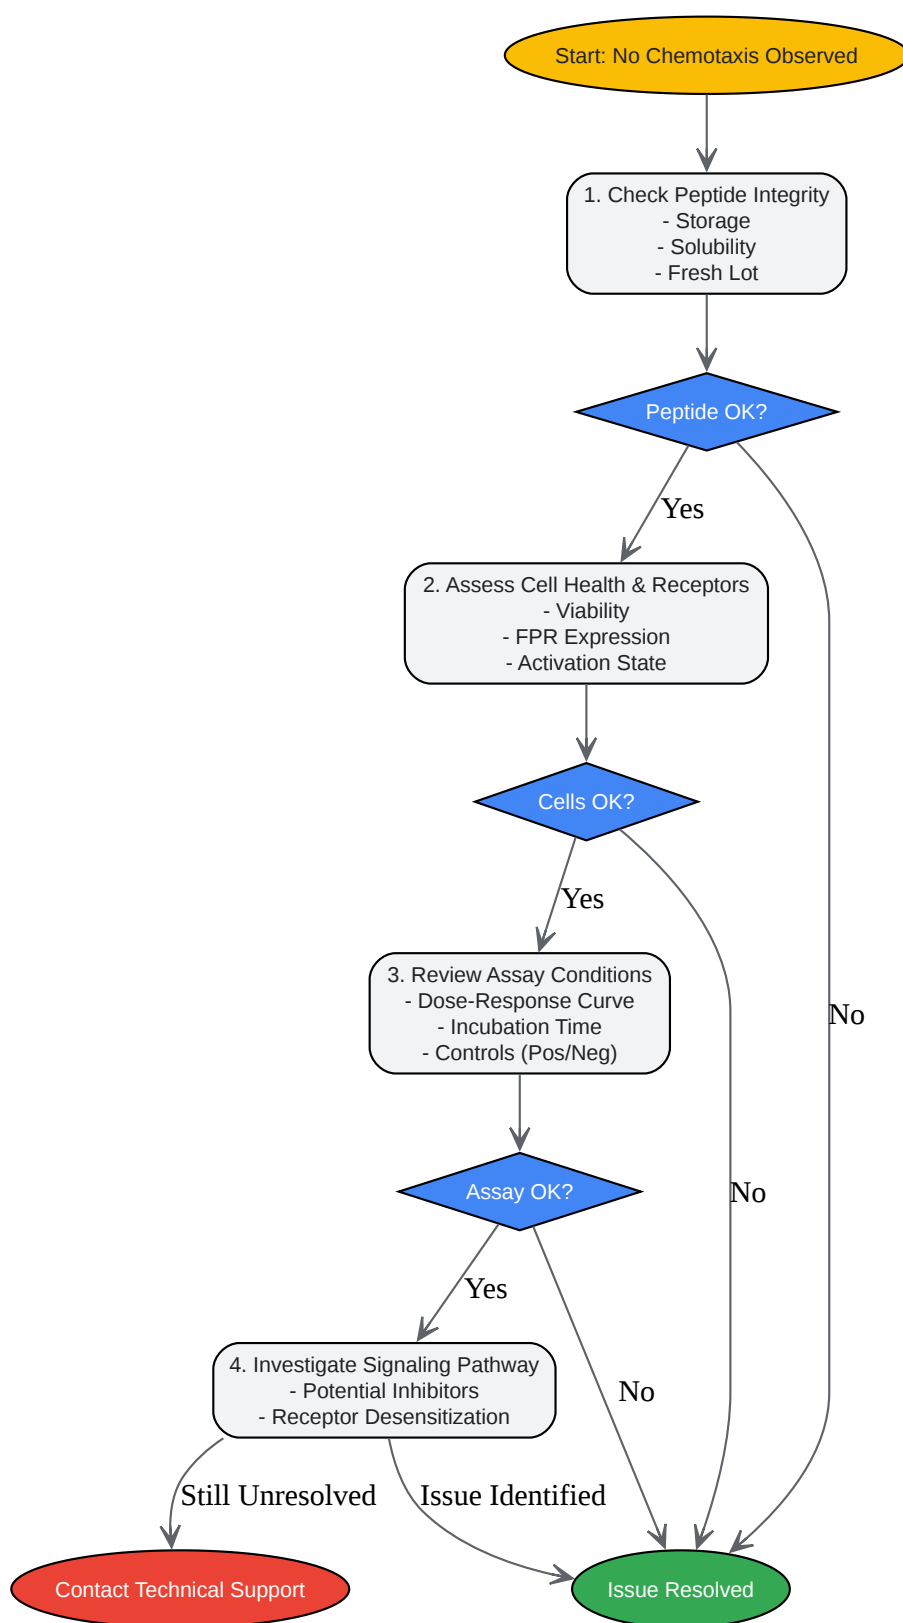 Start: No Chemotaxis Observed
1. Check Peptide Integrity
- Storage
- Solubility
- Fresh Lot
Peptide OK?
Yes
2. Assess Cell Health & Receptors
- Viability
- FPR Expression
- Activation State
Cells OK?
Yes
3. Review Assay Conditions
- Dose-Response Curve
- Incubation Time
- Controls (Pos/Neg)
No
Assay OK?
No
Yes
4. Investigate Signaling Pathway
- Potential Inhibitors
- Receptor Desensitization
No
Still Unresolved
Issue Identified
Contact Technical Support
Issue Resolved